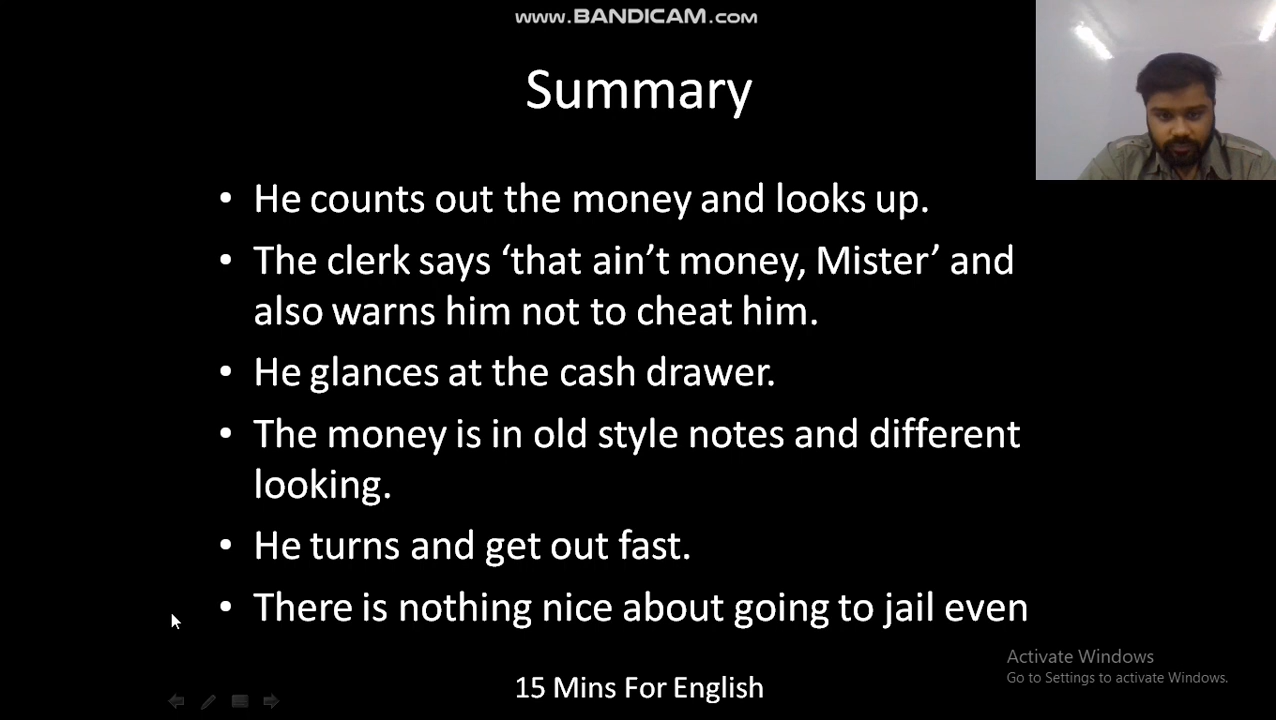 www.BANDICAM.com
Summary
• He counts out the money and looks up.
• The clerk says ‘that ain’t money, Mister’ and
also warns him not to cheat him.
• He glances at the cash drawer.
• The money is in old style notes and different
looking.
• He turns and get out fast.
• There is nothing nice about going to jail even
Activate Windows
Go to Settings to activate Windows.
15 Mins For English